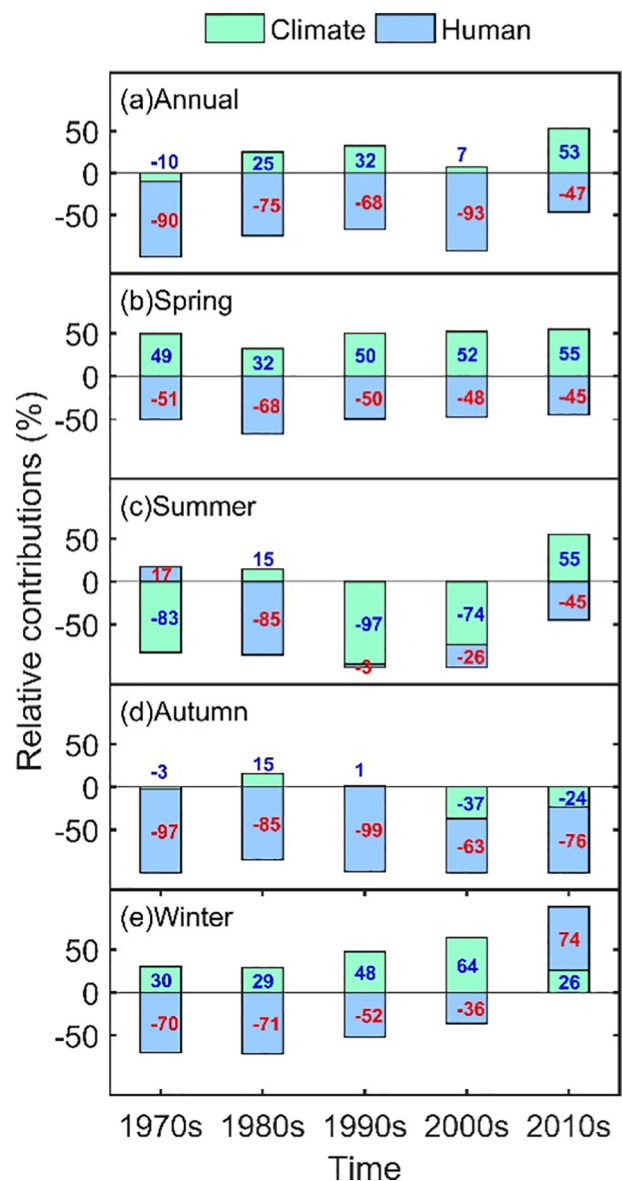 Climate Human
(a)Annual
50
0
-50
-10 25 32 7 53
-90 -75 -68 -93 -47
(b)Spring
50
0
-50
49 32 50 52 55
-51 -68 -50 -48 -45
(c)Summer
50
0
-50
17 15 55
-83 -85 -97 -74 -45
-3 -26
(d)Autumn
50
0
-50
-3 15 1 -37 -24
-97 -85 -99 -63 -76
(e)Winter
50
0
-50
30 29 48 64 74
26
-70 -71 -52 -36
Relative contributions (%)
1970s 1980s 1990s 2000s 2010s
Time